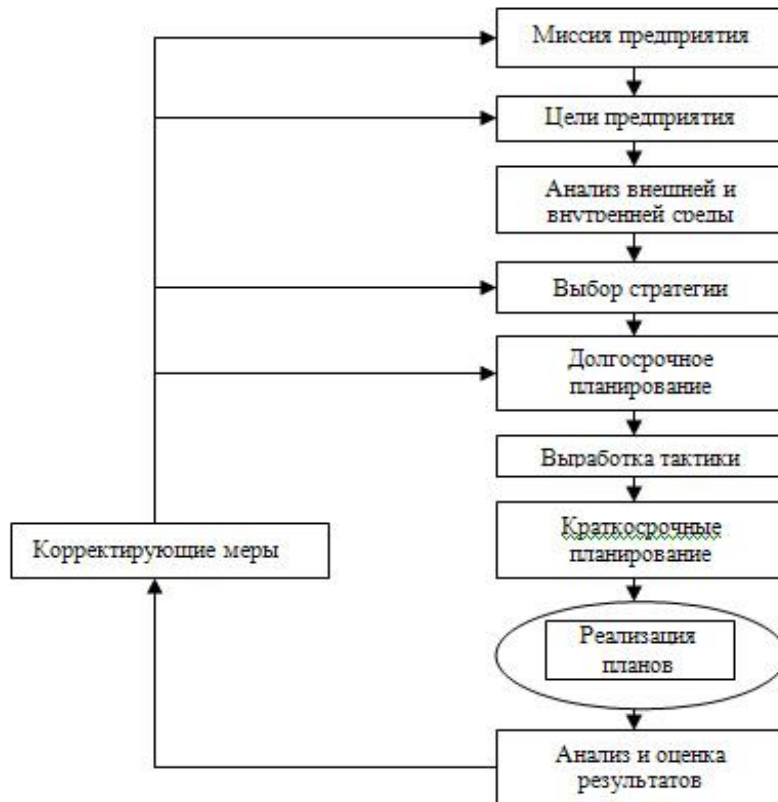 Миссия предприятия
Цели предприятия
Анализ внешней и
внутренней среды
Выбор стратегии
Долгосрочное
планирование
Выработка тактики
Корректирующие меры
Краткосрочные
планирование
Реализация
планов
Анализ и оценка
результатов